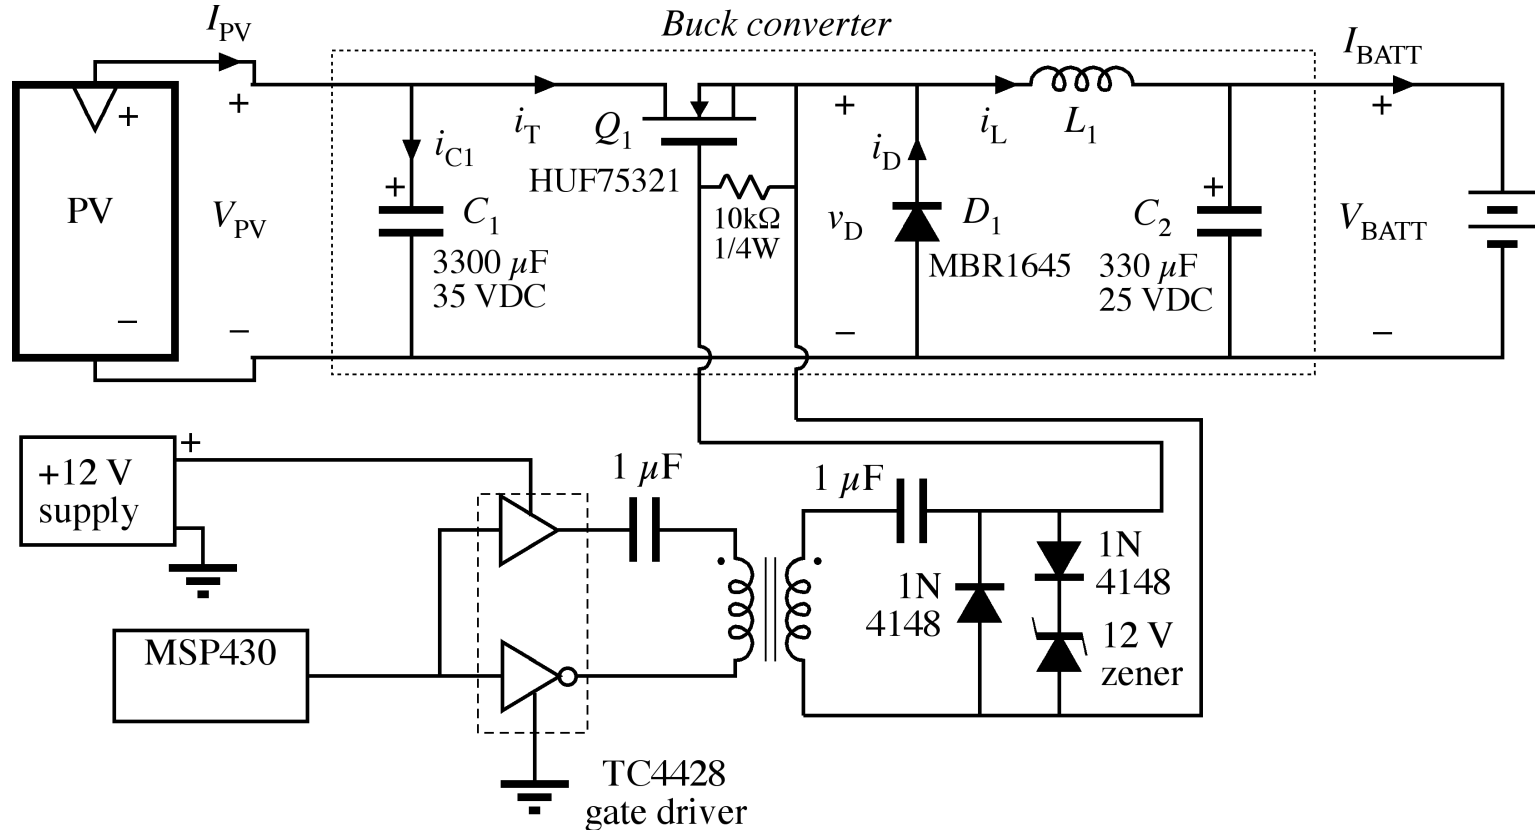 Buck converter
I_PV
I_BATT
+
+
i_T
Q_1
+
i_L
L_1
+
+
i_C1
HUF75321
i_D
+
C_1
3300 µF
35 VDC
10kΩ
1/4W
PV
V_PV
v_D
D_1
MBR1645
+
C_2
330 µF
25 VDC
V_BATT
–
–
–
–
+12 V
supply
+
1 µF
1 µF
1N
4148
1N
4148
12 V
zener
MSP430
TC4428
gate driver